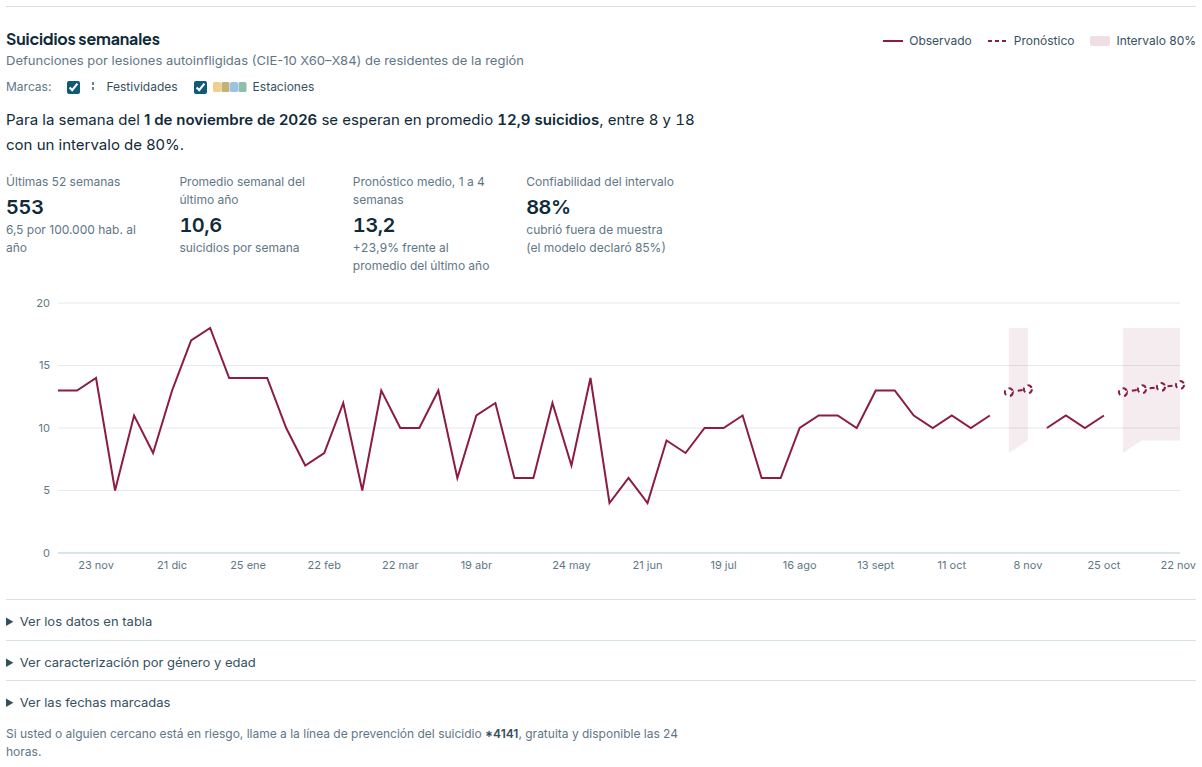 Suicidios semanales
Observado Pronóstico Intervalo 80%
Defunciones por lesiones autoinfligidas (CIE-10 X60–X84) de residentes de la región
Marcas: Festividades Estaciones
Para la semana del 1 de noviembre de 2026 se esperan en promedio 12,9 suicidios, entre 8 y 18
con un intervalo de 80%.
Últimas 52 semanas
553
6,5 por 100.000 hab. al
año
Promedio semanal del
último año
10,6
suicidios por semana
Pronóstico medio, 1 a 4
semanas
13,2
+23,9% frente al
promedio del último año
Confiabilidad del intervalo
88%
cubrió fuera de muestra
(el modelo declaró 85%)
20
15
10
5
0
23 nov 21 dic 25 ene 22 feb 22 mar 19 abr 24 may 21 jun 19 jul 16 ago 13 sept 11 oct 8 nov 25 oct 22 nov
Ver los datos en tabla
Ver caracterización por género y edad
Ver las fechas marcadas
Si usted o alguien cercano está en riesgo, llame a la línea de prevención del suicidio *4141, gratuita y disponible las 24
horas.